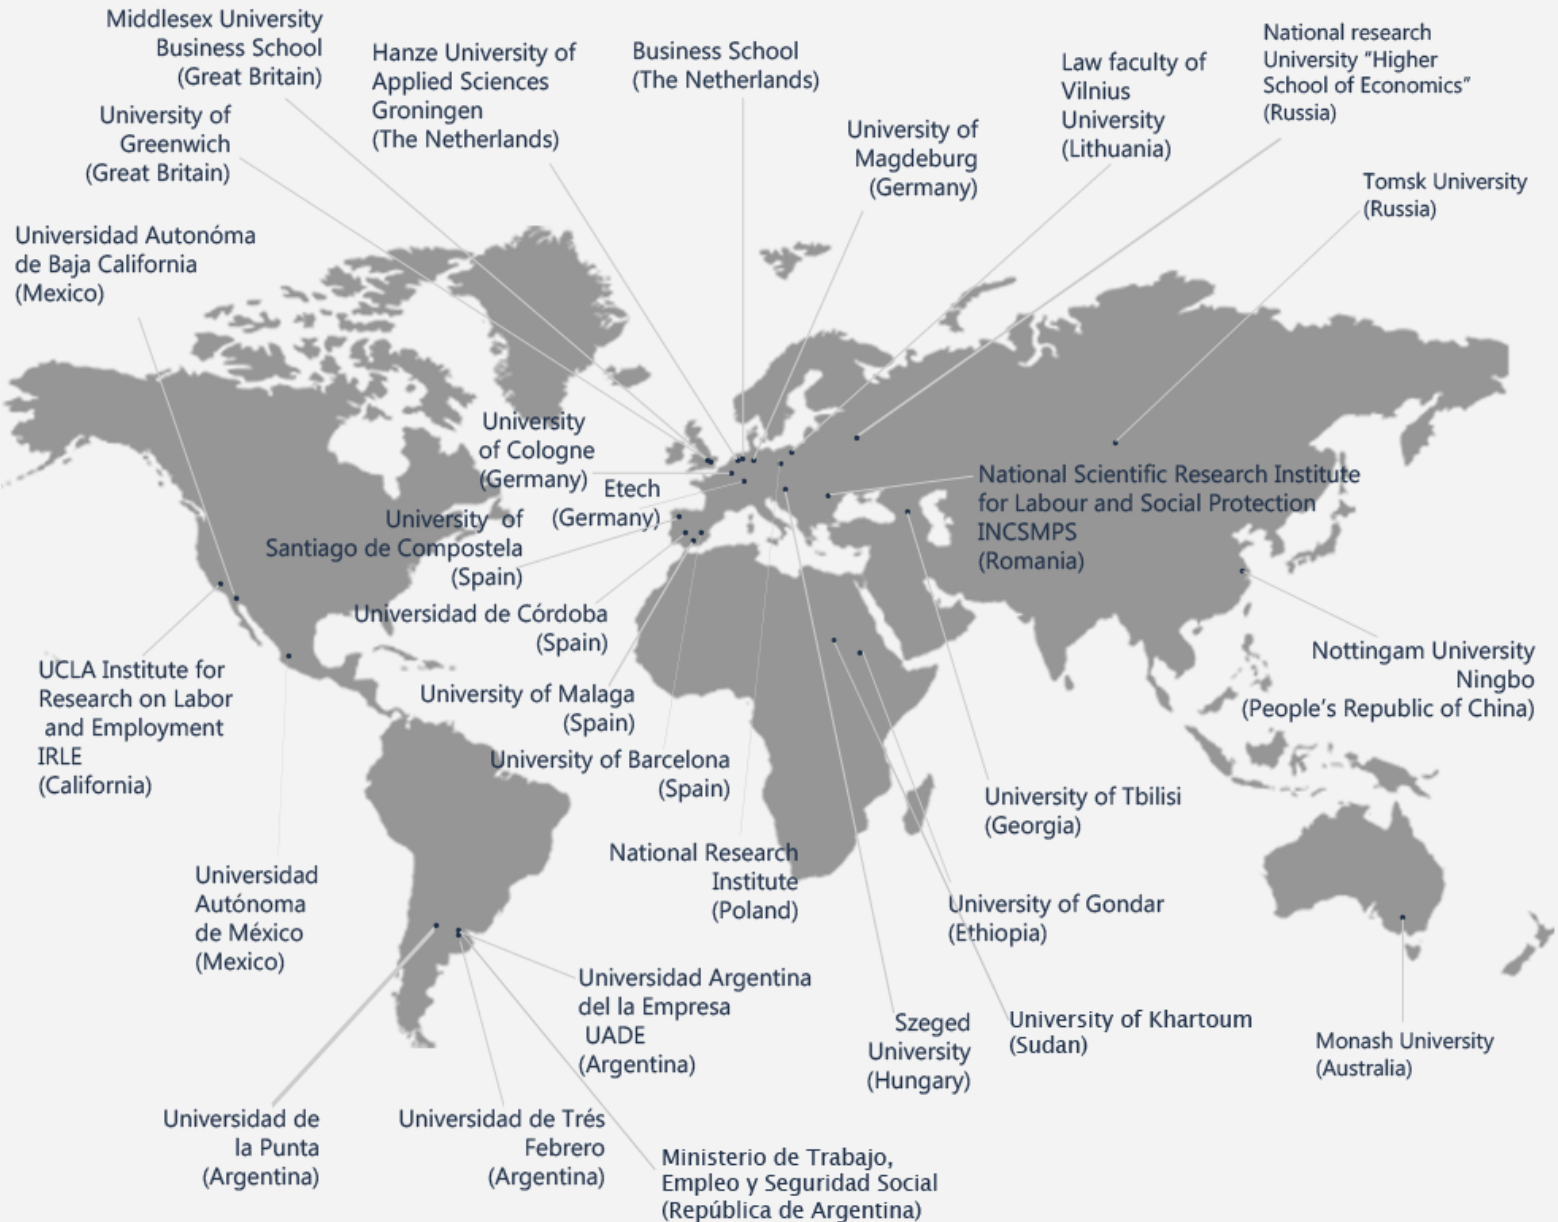 Middlesex University
Business School
(Great Britain)
Hanze University of
Applied Sciences
Groningen
(The Netherlands)
Business School
(The Netherlands)
Law faculty of
Vilnius
University
(Lithuania)
National research
University “Higher
School of Economics”
(Russia)
University of
Greenwich
(Great Britain)
University of
Magdeburg
(Germany)
Tomsk University
(Russia)
Universidad Autonóma
de Baja California
(Mexico)
University
of Cologne
(Germany)
Etech
(Germany)
National Scientific Research Institute
for Labour and Social Protection
INCSMPS
(Romania)
University of
Santiago de Compostela
(Spain)
Universidad de Córdoba
(Spain)
University of Malaga
(Spain)
University of Barcelona
(Spain)
UCLA Institute for
Research on Labor
and Employment
IRLE
(California)
Nottingam University
Ningbo
(People’s Republic of China)
University of Tbilisi
(Georgia)
National Research
Institute
(Poland)
Universidad
Autónoma
de México
(Mexico)
University of Gondar
(Ethiopia)
Universidad Argentina
del la Empresa
UADE
(Argentina)
Szeged
University
(Hungary)
University of Khartoum
(Sudan)
Monash University
(Australia)
Universidad de
la Punta
(Argentina)
Universidad de Trés
Febrero
(Argentina)
Ministerio de Trabajo,
Empleo y Seguridad Social
(República de Argentina)